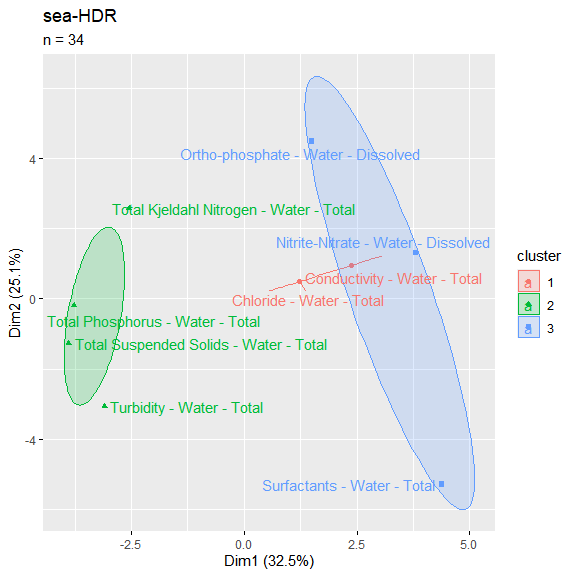 sea-HDR
n = 34
Ortho-phosphate - Water - Dissolved
4
Total Kjeldahl Nitrogen - Water - Total
Nitrite-Nitrate - Water - Dissolved
cluster
Conductivity - Water - Total
1
0
Chloride - Water - Total
2
Total Phosphorus - Water - Total
3
Total Suspended Solids - Water - Total
Turbidity - Water - Total
-4
Surfactants - Water - Total
Dim2 (25.1%)
-2.5
0.0
2.5
5.0
Dim1 (32.5%)